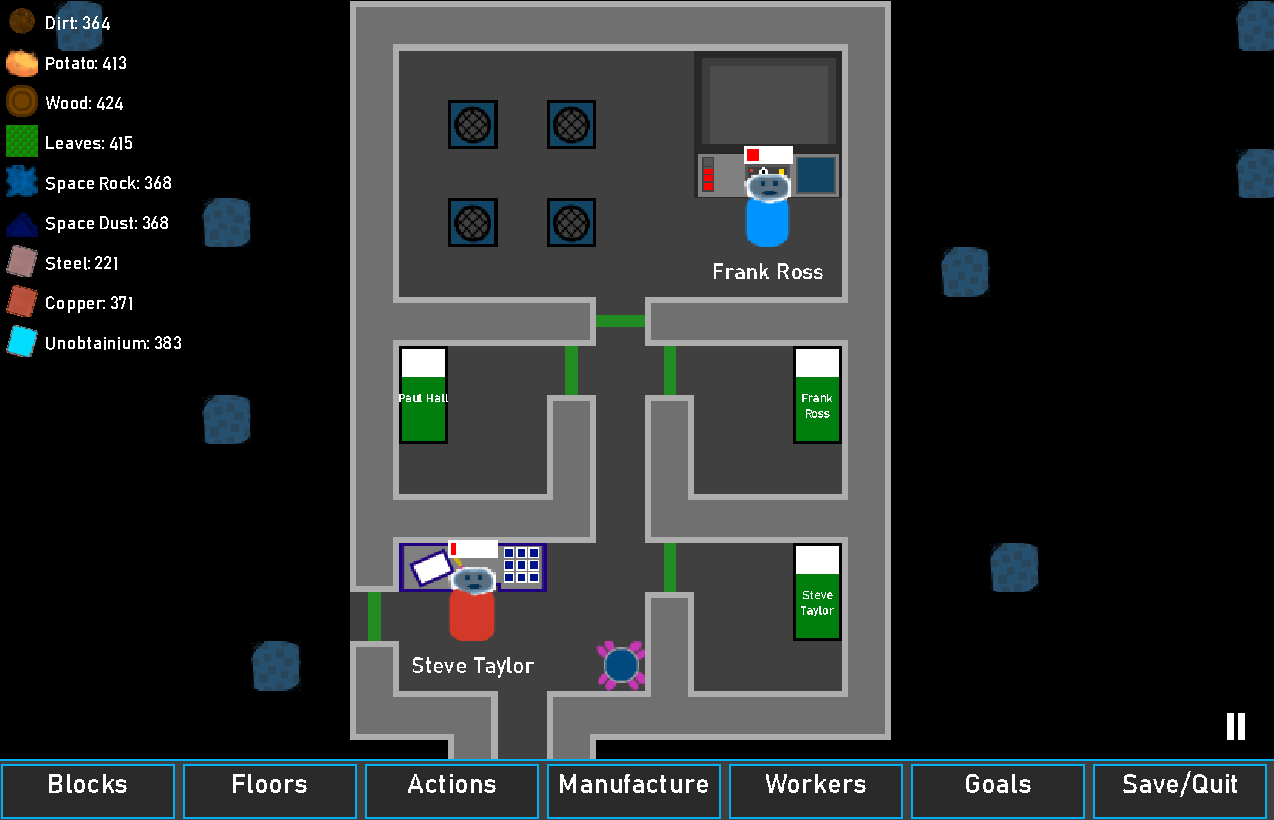 Dirt: 364
Potato: 413
Wood: 424
Leaves: 415
Space Rock: 368
Space Dust: 368
Steel: 221
Copper: 371
Unobtainium: 383
Frank Ross
Paul Hall
Frank
Ross
Steve
Taylor
Steve Taylor
Blocks
Floors
Actions
Manufacture
Workers
Goals
Save/Quit